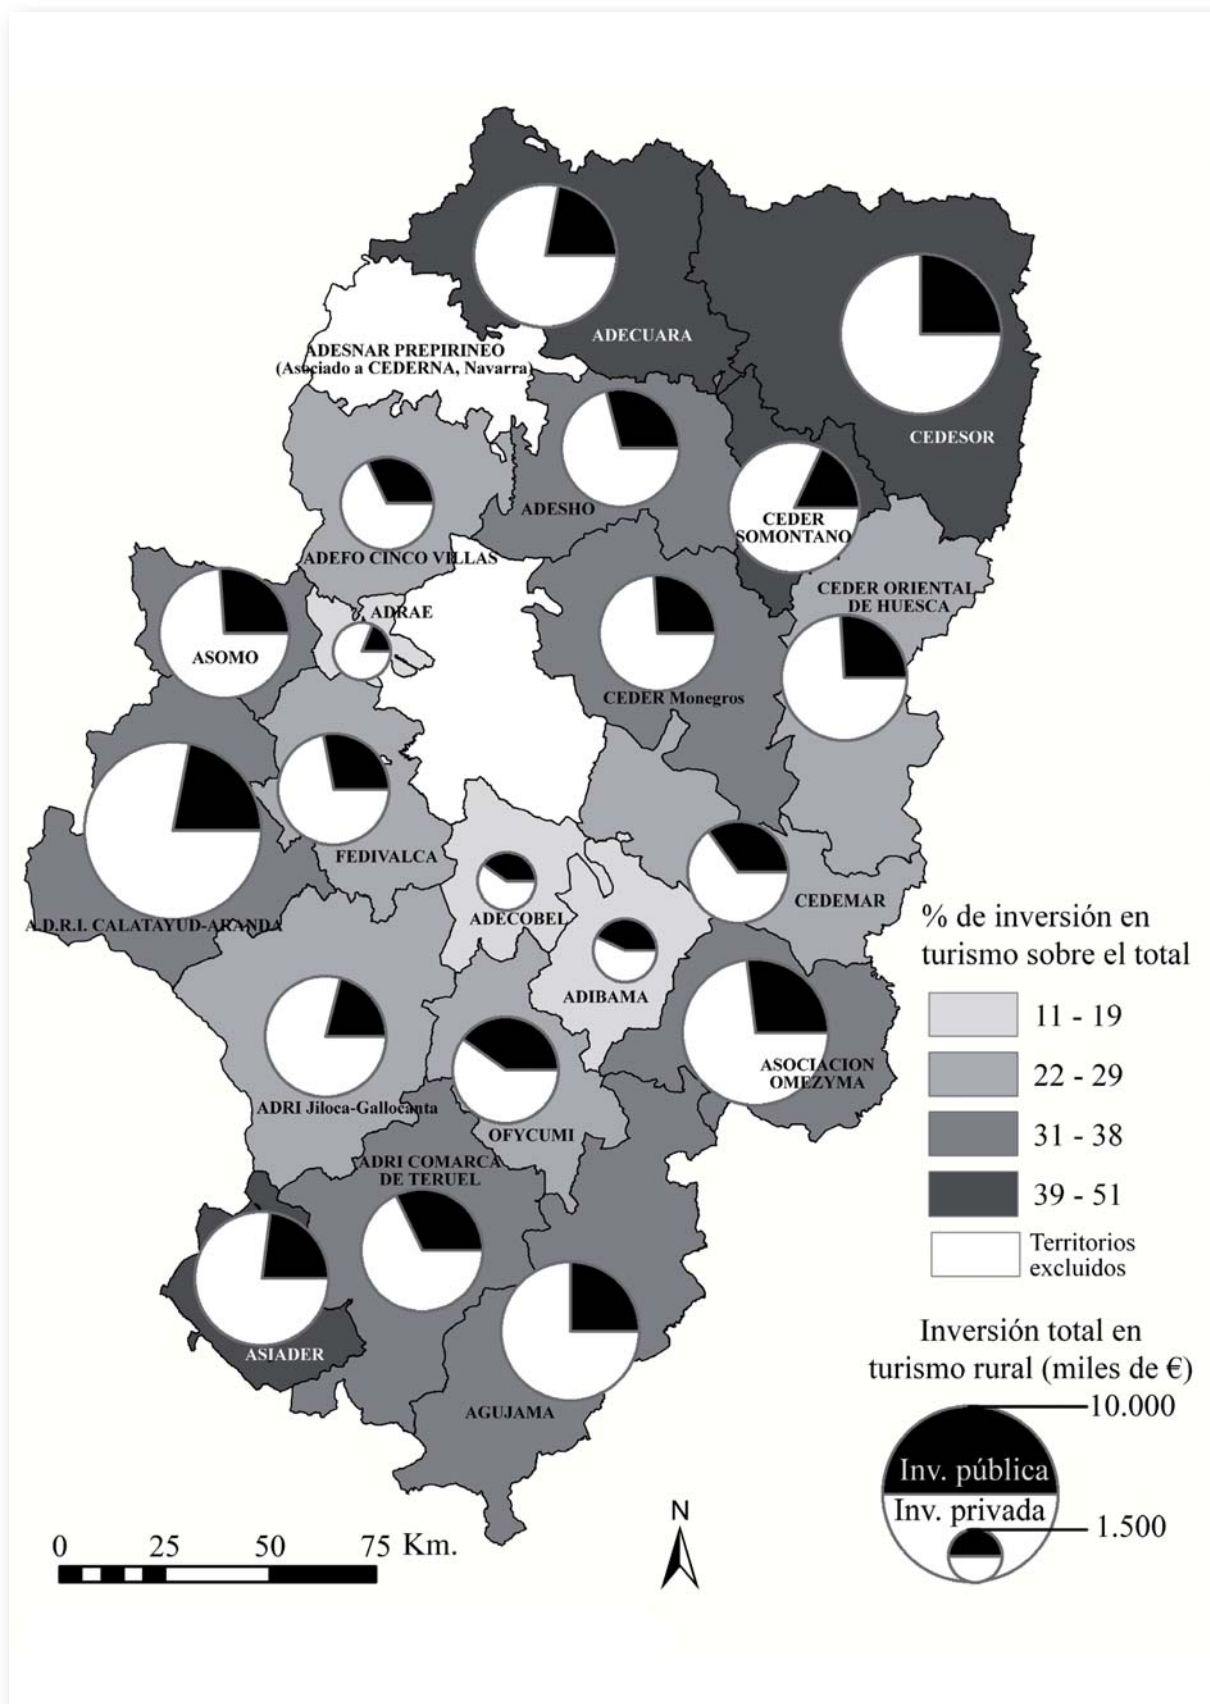 ADECUARA
ADESNAR PREPIRINEO
(Asociado a CEDERNA, Navarra)
CEDESOR
ADESHO
CEDER
SOMONTANO
ADEFO CINCO VILLAS
CEDER ORIENTAL
DE HUESCA
ADRAE
ASOMO
CEDER Monegros
FEDIVALCA
A.D.R.I. CALATAYUD-ARANDA
ADECOBEL
CEDEMAR
ADIBAMA
ASOCIACION
OMEZYMA
ADRI Jiloca-Gallocanta
OFYCUMI
ADRI COMARCA
DE TERUEL
ASIADER
AGUJAMA
% de inversión en
turismo sobre el total
11 - 19
22 - 29
31 - 38
39 - 51
Territorios
excluidos
Inversión total en
turismo rural (miles de €)
10.000
Inv. pública
Inv. privada
1.500
N
0 25 50 75 Km.